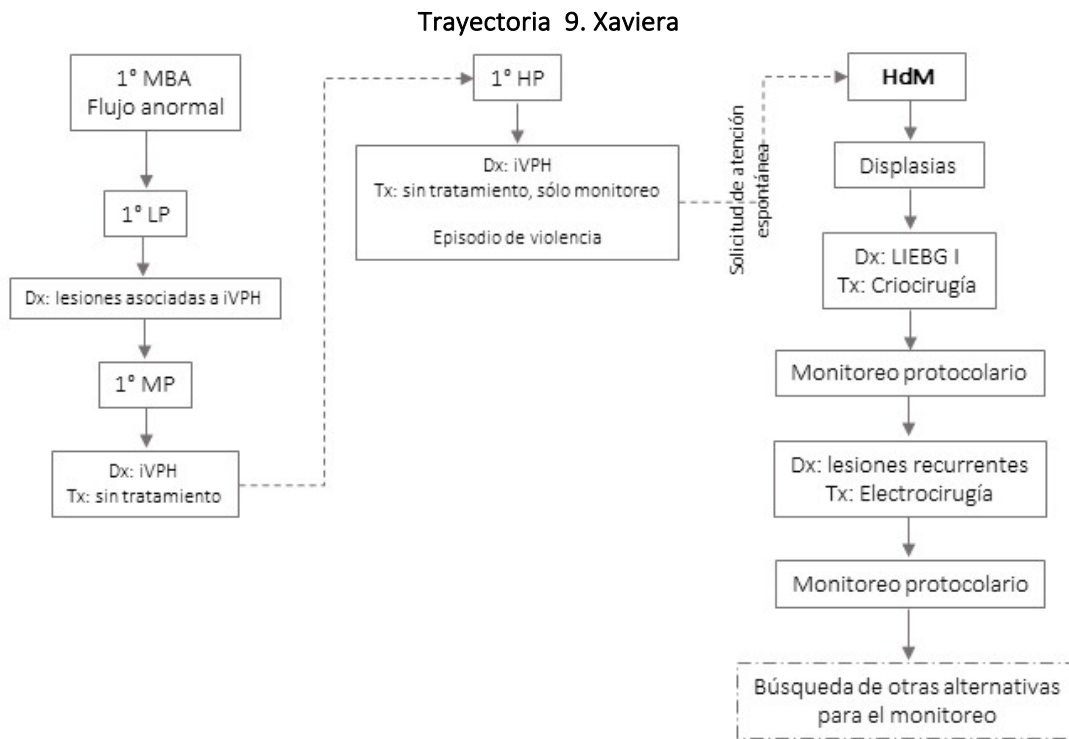 Trayectoria 9. Xaviera
1° MBA
Flujo anormal
1° LP
Dx: lesiones asociadas a iVPH
1° MP
Dx: iVPH
Tx: sin tratamiento
1° HP
Dx: iVPH
Tx: sin tratamiento, sólo monitoreo
Episodio de violencia
Solicitud de atención
espontánea
HdM
Displasias
Dx: LIEBG I
Tx: Criocirugía
Monitoreo protocolario
Dx: lesiones recurrentes
Tx: Electrocirugía
Monitoreo protocolario
Búsqueda de otras alternativas
para el monitoreo